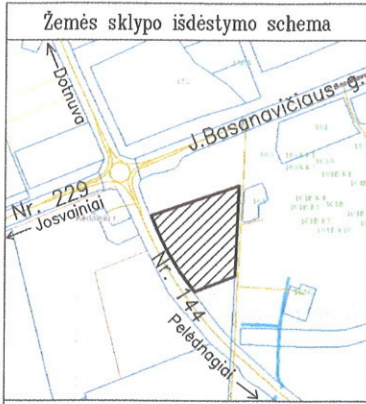 Žemės sklypo išdėstymo schema
Dotnuva
J.Basanavičiaus g.
Nr. 229
Josvainiai
Nr. 144
Pelėdnagiai